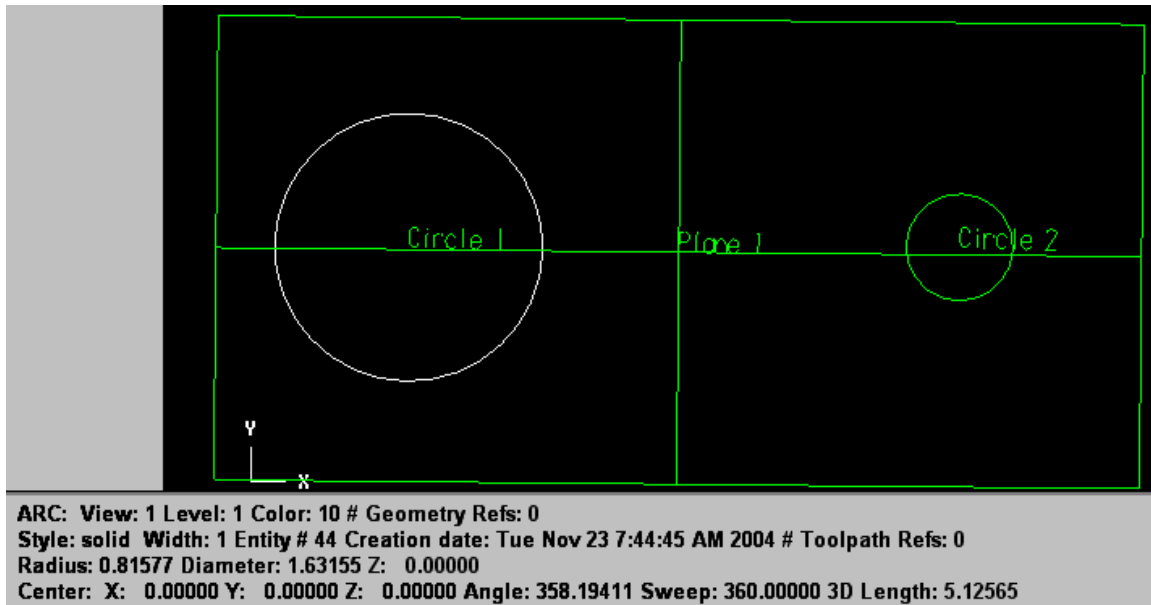 Circle 1 Plane 1 Circle 2
Y
X
ARC: View: 1 Level: 1 Color: 10 # Geometry Refs: 0
Style: solid Width: 1 Entity # 44 Creation date: Tue Nov 23 7:44:45 AM 2004 # Toolpath Refs: 0
Radius: 0.81577 Diameter: 1.63155 Z: 0.00000
Center: X: 0.00000 Y: 0.00000 Z: 0.00000 Angle: 358.19411 Sweep: 360.00000 3D Length: 5.12565